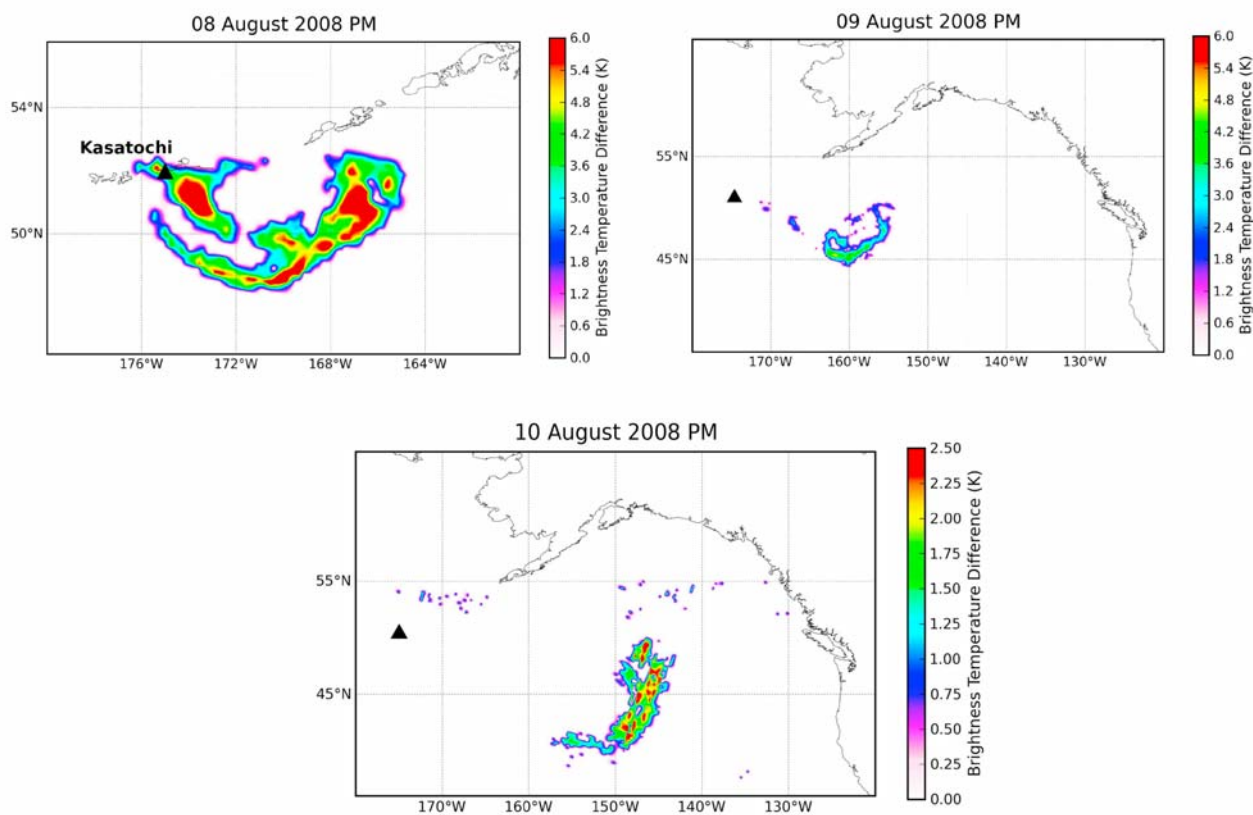 08 August 2008 PM
54°N
50°N
Kasatochi
176°W
172°W
168°W
164°W
6.0
5.4
4.8
4.2
3.6
3.0
2.4
1.8
1.2
0.6
0.0
Brightness Temperature Difference (K)
09 August 2008 PM
55°N
45°N
170°W
160°W
150°W
140°W
130°W
6.0
5.4
4.8
4.2
3.6
3.0
2.4
1.8
1.2
0.6
0.0
Brightness Temperature Difference (K)
10 August 2008 PM
55°N
45°N
170°W
160°W
150°W
140°W
130°W
2.50
2.25
2.00
1.75
1.50
1.25
1.00
0.75
0.50
0.25
0.00
Brightness Temperature Difference (K)